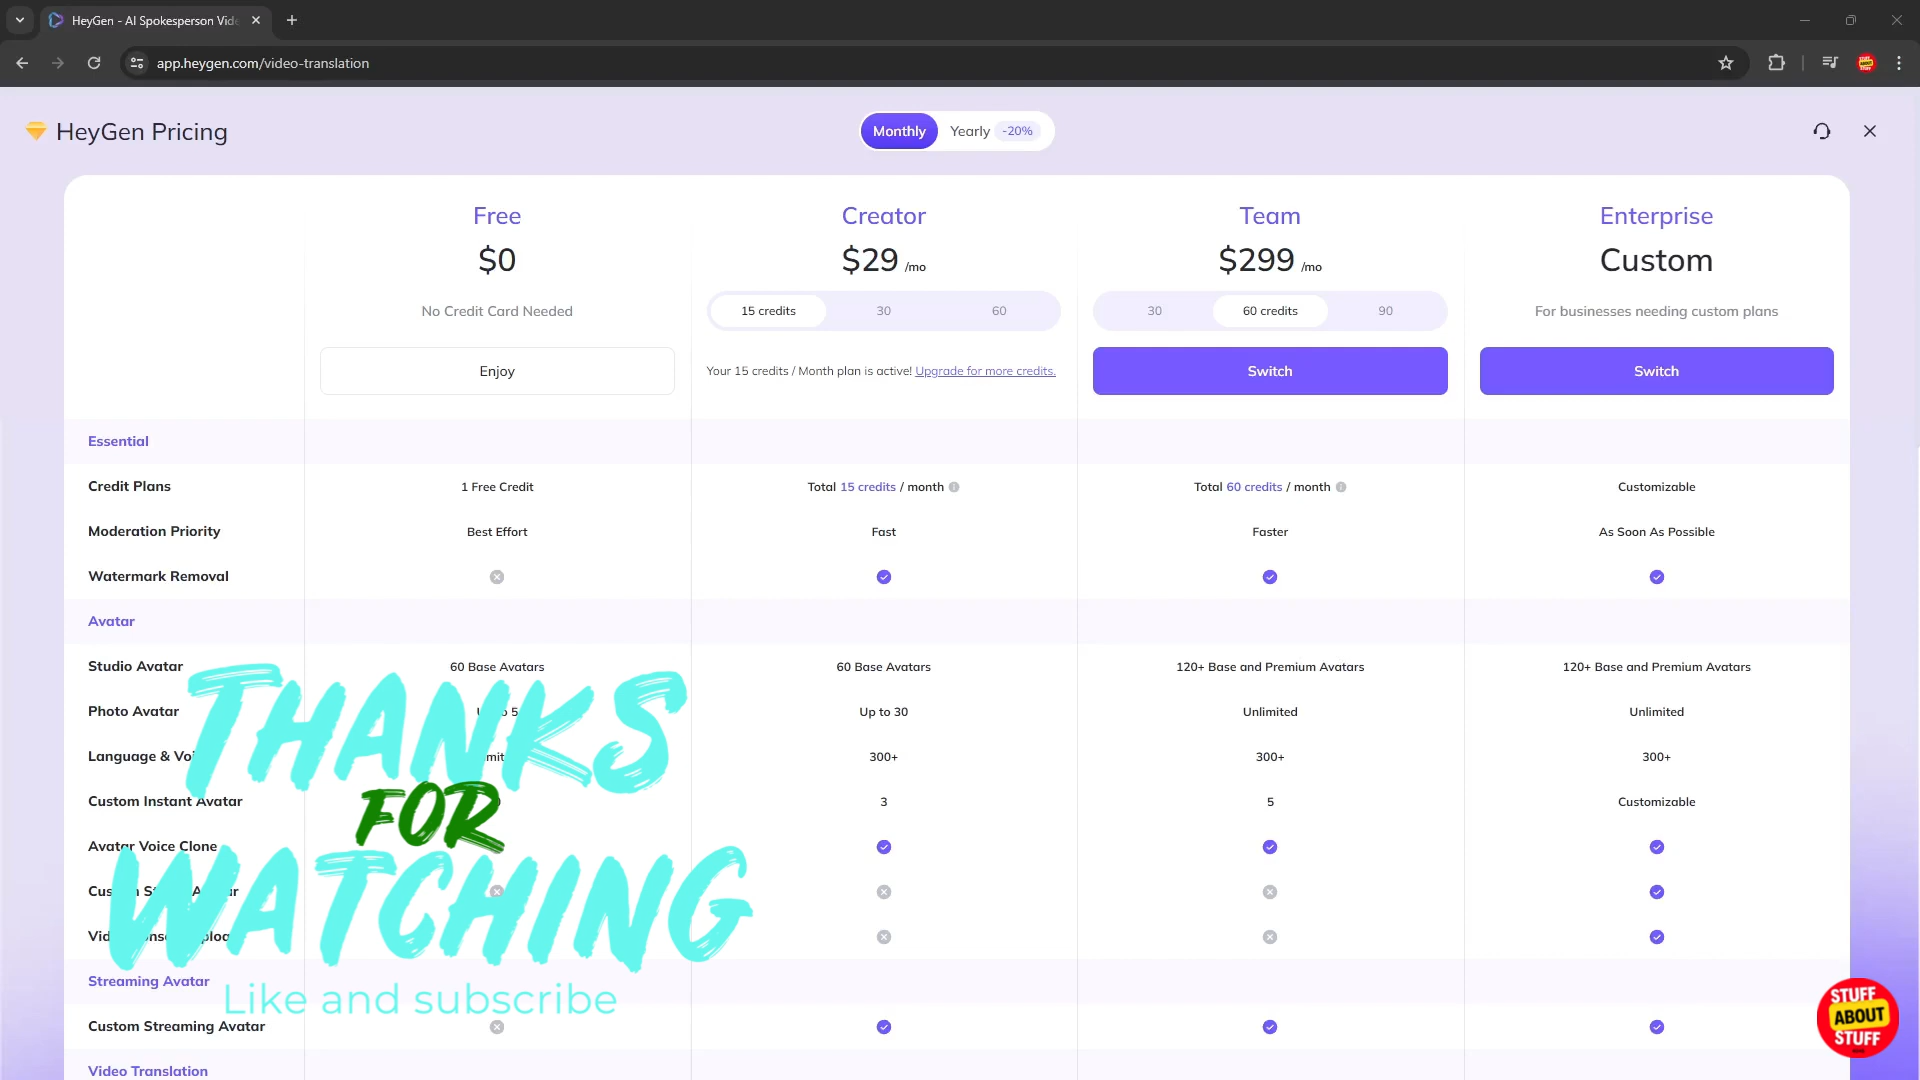 HeyGen - AI Spokesperson Vid
app.heygen.com/video-translation
HeyGen Pricing
Monthly Yearly -20%
Free Creator Team Enterprise
$0 $29 /mo $299 /mo Custom
No Credit Card Needed 15 credits 30 60 30 60 credits 90 For businesses needing custom plans
Enjoy Your 15 credits / Month plan is active! Upgrade for more credits. Switch Switch
Essential
Credit Plans 1 Free Credit Total 15 credits / month Total 60 credits / month Customizable
Moderation Priority Best Effort Fast Faster As Soon As Possible
Watermark Removal
Avatar
Studio Avatar 60 Base Avatars 60 Base Avatars 120+ Base and Premium Avatars 120+ Base and Premium Avatars
Photo Avatar Up to 30 Unlimited Unlimited
Language & 300+ 300+ 300+
Custom Instant Avatar 3 5 Customizable
Avatar Voice Clone
Streaming Avatar
Custom Streaming Avatar
Video Translation
THANKS
FOR
WATCHING
Like and subscribe
STUFF
ABOUT
STUFF